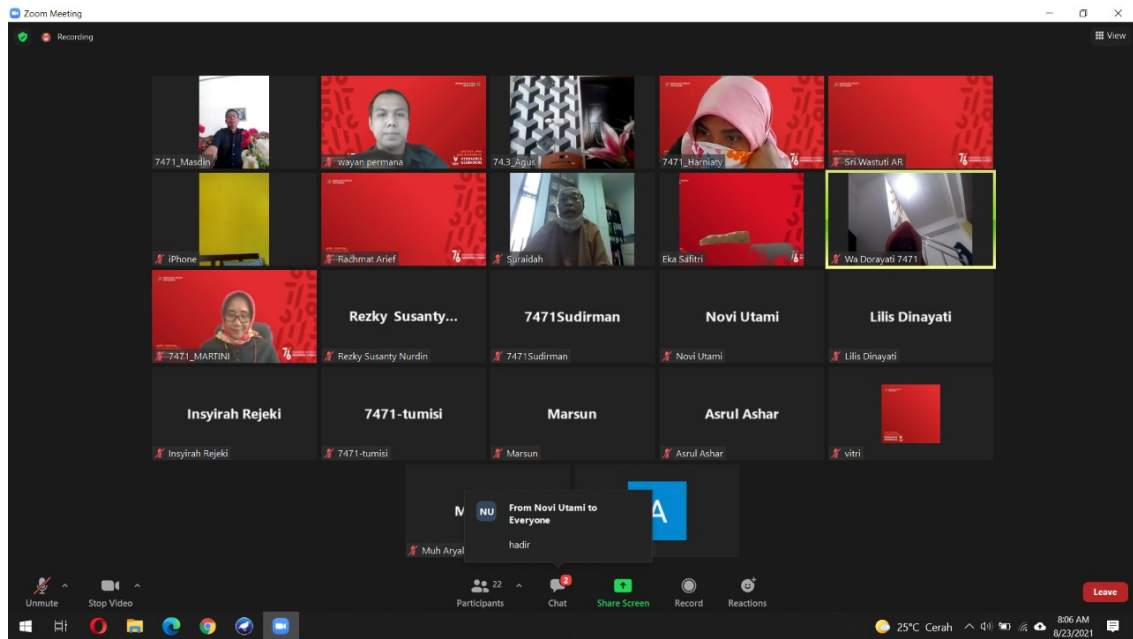 Zoom Meeting
Recording
View
7471_Masdin
wayan permana
74.3_Agus
7471_Harniaty
Sri Wastuti AR
76
iPhone
Rachmat Arief
76
Suraidah
Eka Safitri
Wa Dorayati 7471
7471_MARTINI
76
Rezky Susanty...
Rezky Susanty Nurdin
7471Sudirman
7471Sudirman
Novi Utami
Novi Utami
Lilis Dinayati
Lilis Dinayati
Insyirah Rejeki
Insyirah Rejeki
7471-tumisi
7471-tumisi
Marsun
Marsun
Asrul Ashar
Asrul Ashar
vitri
M
Muh Aryal
A
NU
From Novi Utami to
Everyone
hadir
Unmute
Stop Video
22
Participants
2
Chat
Share Screen
Record
Reactions
Leave
25°C Cerah
8:06 AM
8/23/2021